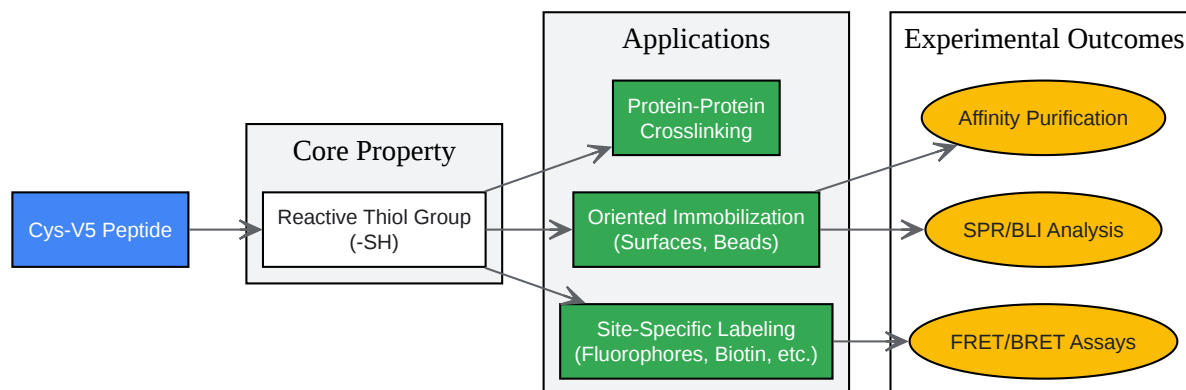 Cys-V5 Peptide
Core Property
Reactive Thiol Group
(-SH)
Applications
Protein-Protein
Crosslinking
Oriented Immobilization
(Surfaces, Beads)
Site-Specific Labeling
(Fluorophores, Biotin, etc.)
Experimental Outcomes
Affinity Purification
SPR/BLI Analysis
FRET/BRET Assays